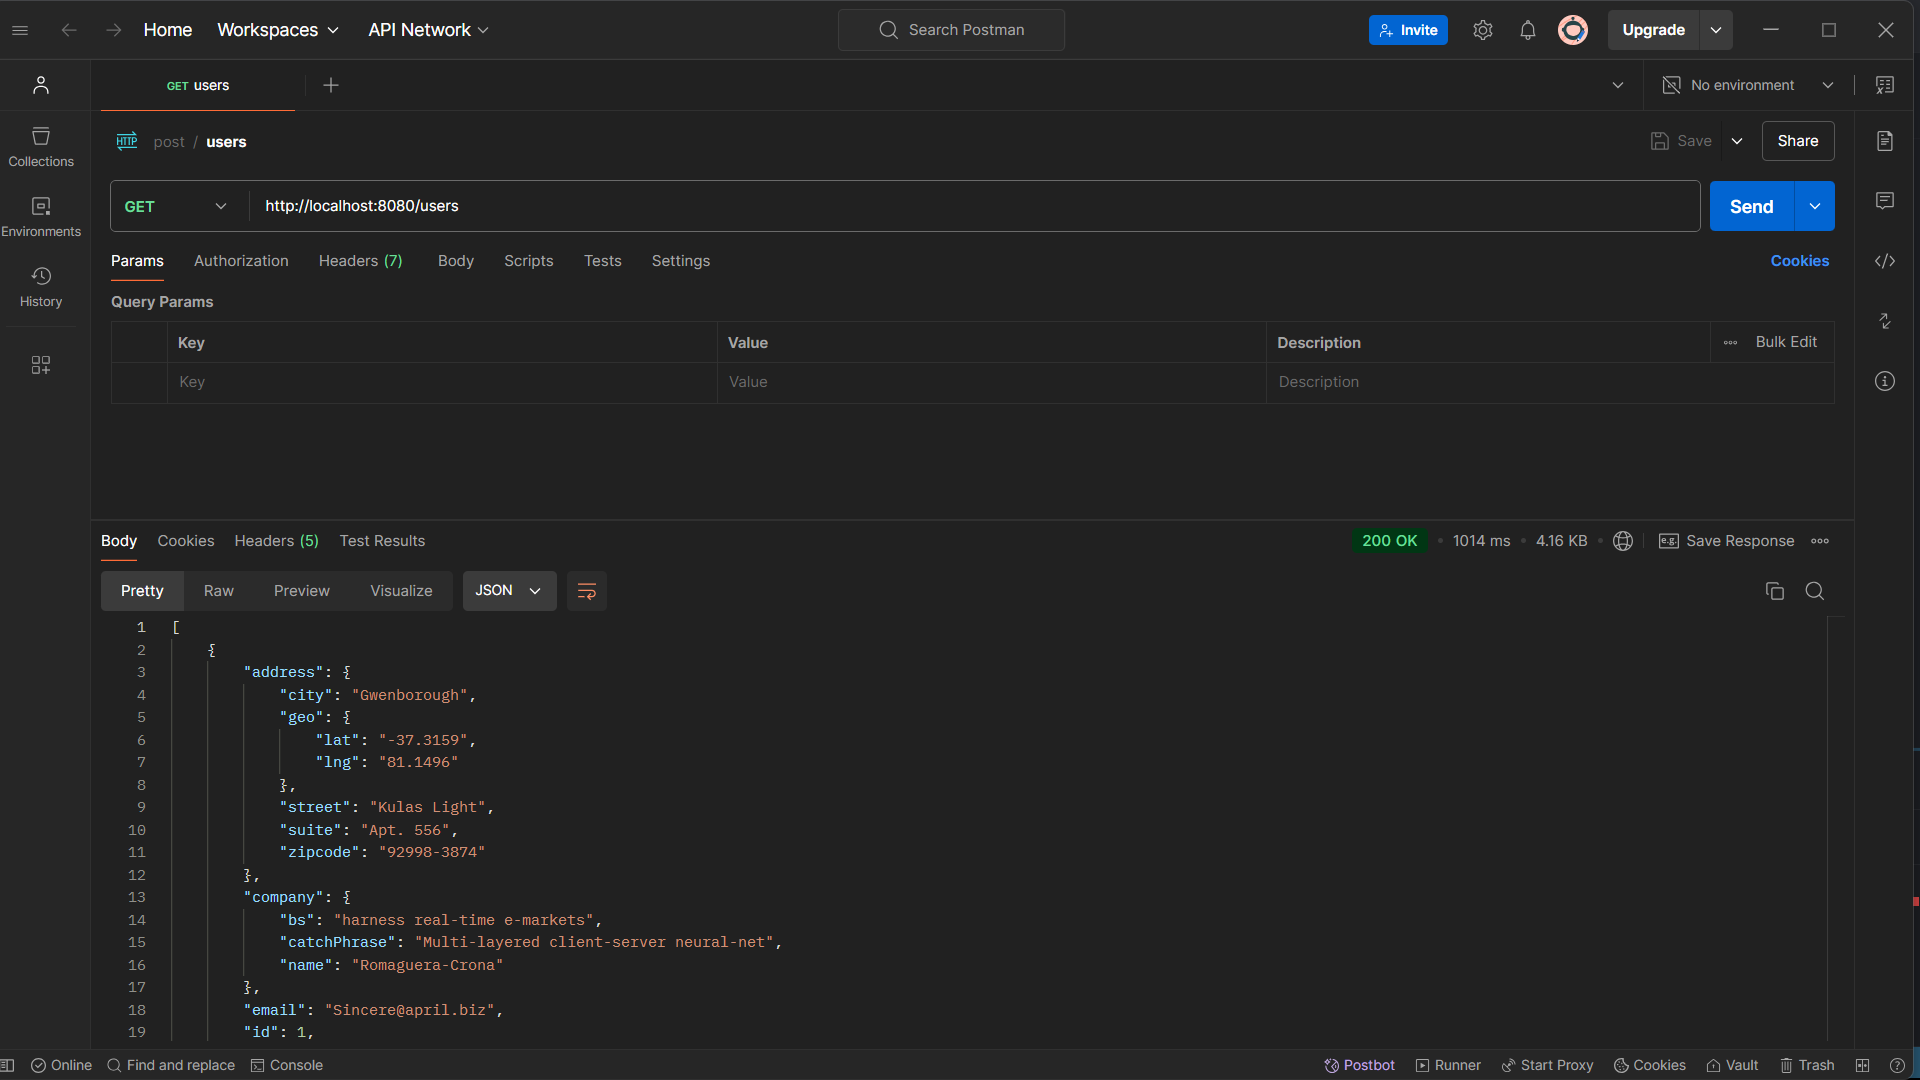 Home Workspaces API Network Search Postman Invite Upgrade
GET users No environment
HTTP post / users Save Share
Collections
GET http://localhost:8080/users Send
Environments
Params Authorization Headers (7) Body Scripts Tests Settings Cookies
History
Query Params
Key Value Description Bulk Edit
Key Value Description
Body Cookies Headers (5) Test Results 200 OK 1014 ms 4.16 KB e.g. Save Response
Pretty Raw Preview Visualize JSON
1 [
2 {
3 "address": {
4 "city": "Gwenborough",
5 "geo": {
6 "lat": "-37.3159",
7 "lng": "81.1496"
8 },
9 "street": "Kulas Light",
10 "suite": "Apt. 556",
11 "zipcode": "92998-3874"
12 },
13 "company": {
14 "bs": "harness real-time e-markets",
15 "catchPhrase": "Multi-layered client-server neural-net",
16 "name": "Romaguera-Crona"
17 },
18 "email": "Sincere@april.biz",
19 "id": 1,
Online Find and replace Console Postbot Runner Start Proxy Cookies Vault Trash